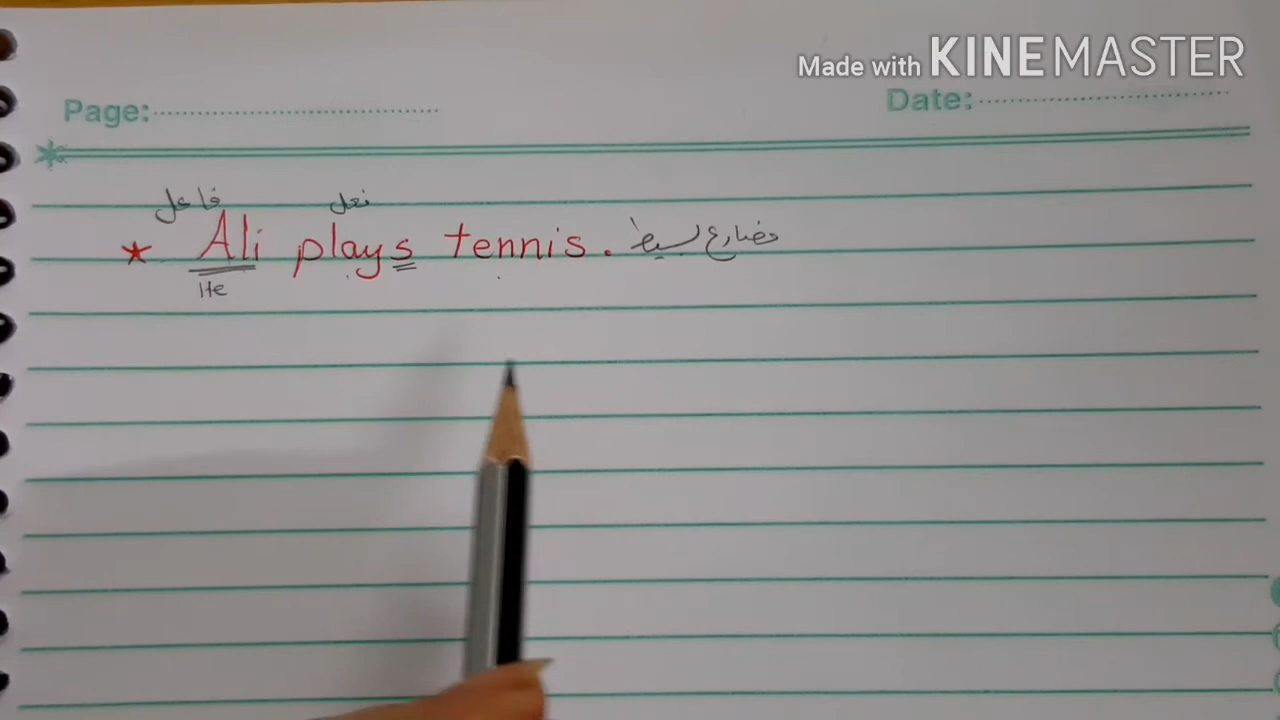 Made with KINEMASTER
Page: Date:
فاعل فعل
* Ali plays tennis. مضارع بسيط
He